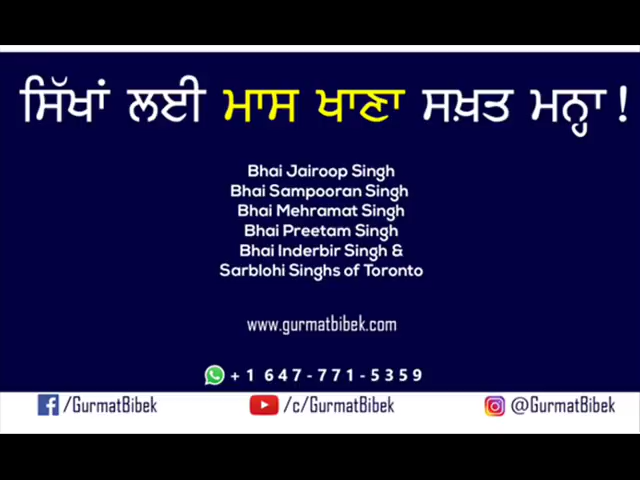 ਸਿੱਖਾਂ ਲਈ ਮਾਸ ਖਾਣਾ ਸਖ਼ਤ ਮਨ੍ਹਾ !
Bhai Jairoop Singh
Bhai Sampooran Singh
Bhai Mehramat Singh
Bhai Preetam Singh
Bhai Inderbir Singh &
Sarblohi Singhs of Toronto
www.gurmatbibek.com
+1 647-771-5359
/GurmatBibek /c/GurmatBibek @GurmatBibek